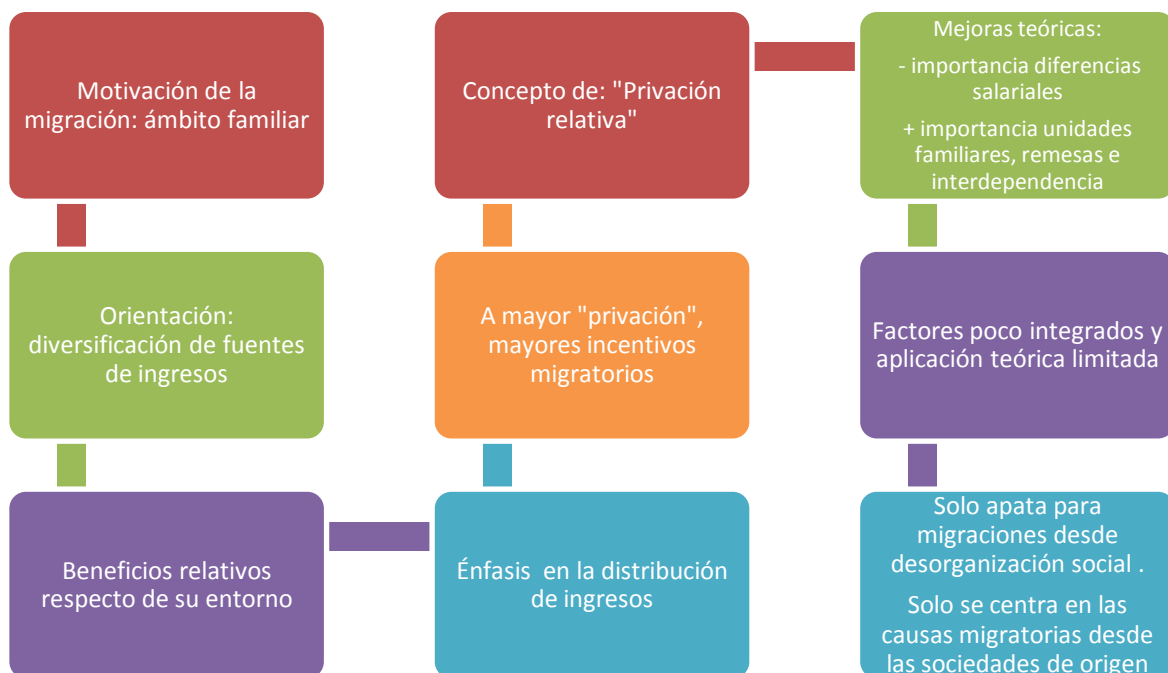 Motivación de la
migración: ámbito familiar
Orientación:
diversificación de fuentes
de ingresos
Beneficios relativos
respecto de su entorno
Énfasis  en la distribución
de ingresos
A mayor "privación",
mayores incentivos
migratorios
Concepto de: "Privación
relativa"
Mejoras teóricas:
- importancia diferencias
salariales
+ importancia unidades
familiares, remesas e
interdependencia
Factores poco integrados y
aplicación teórica limitada
Solo apata para
migraciones desde
desorganización social .
Solo se centra en las
causas migratorias desde
las sociedades de origen